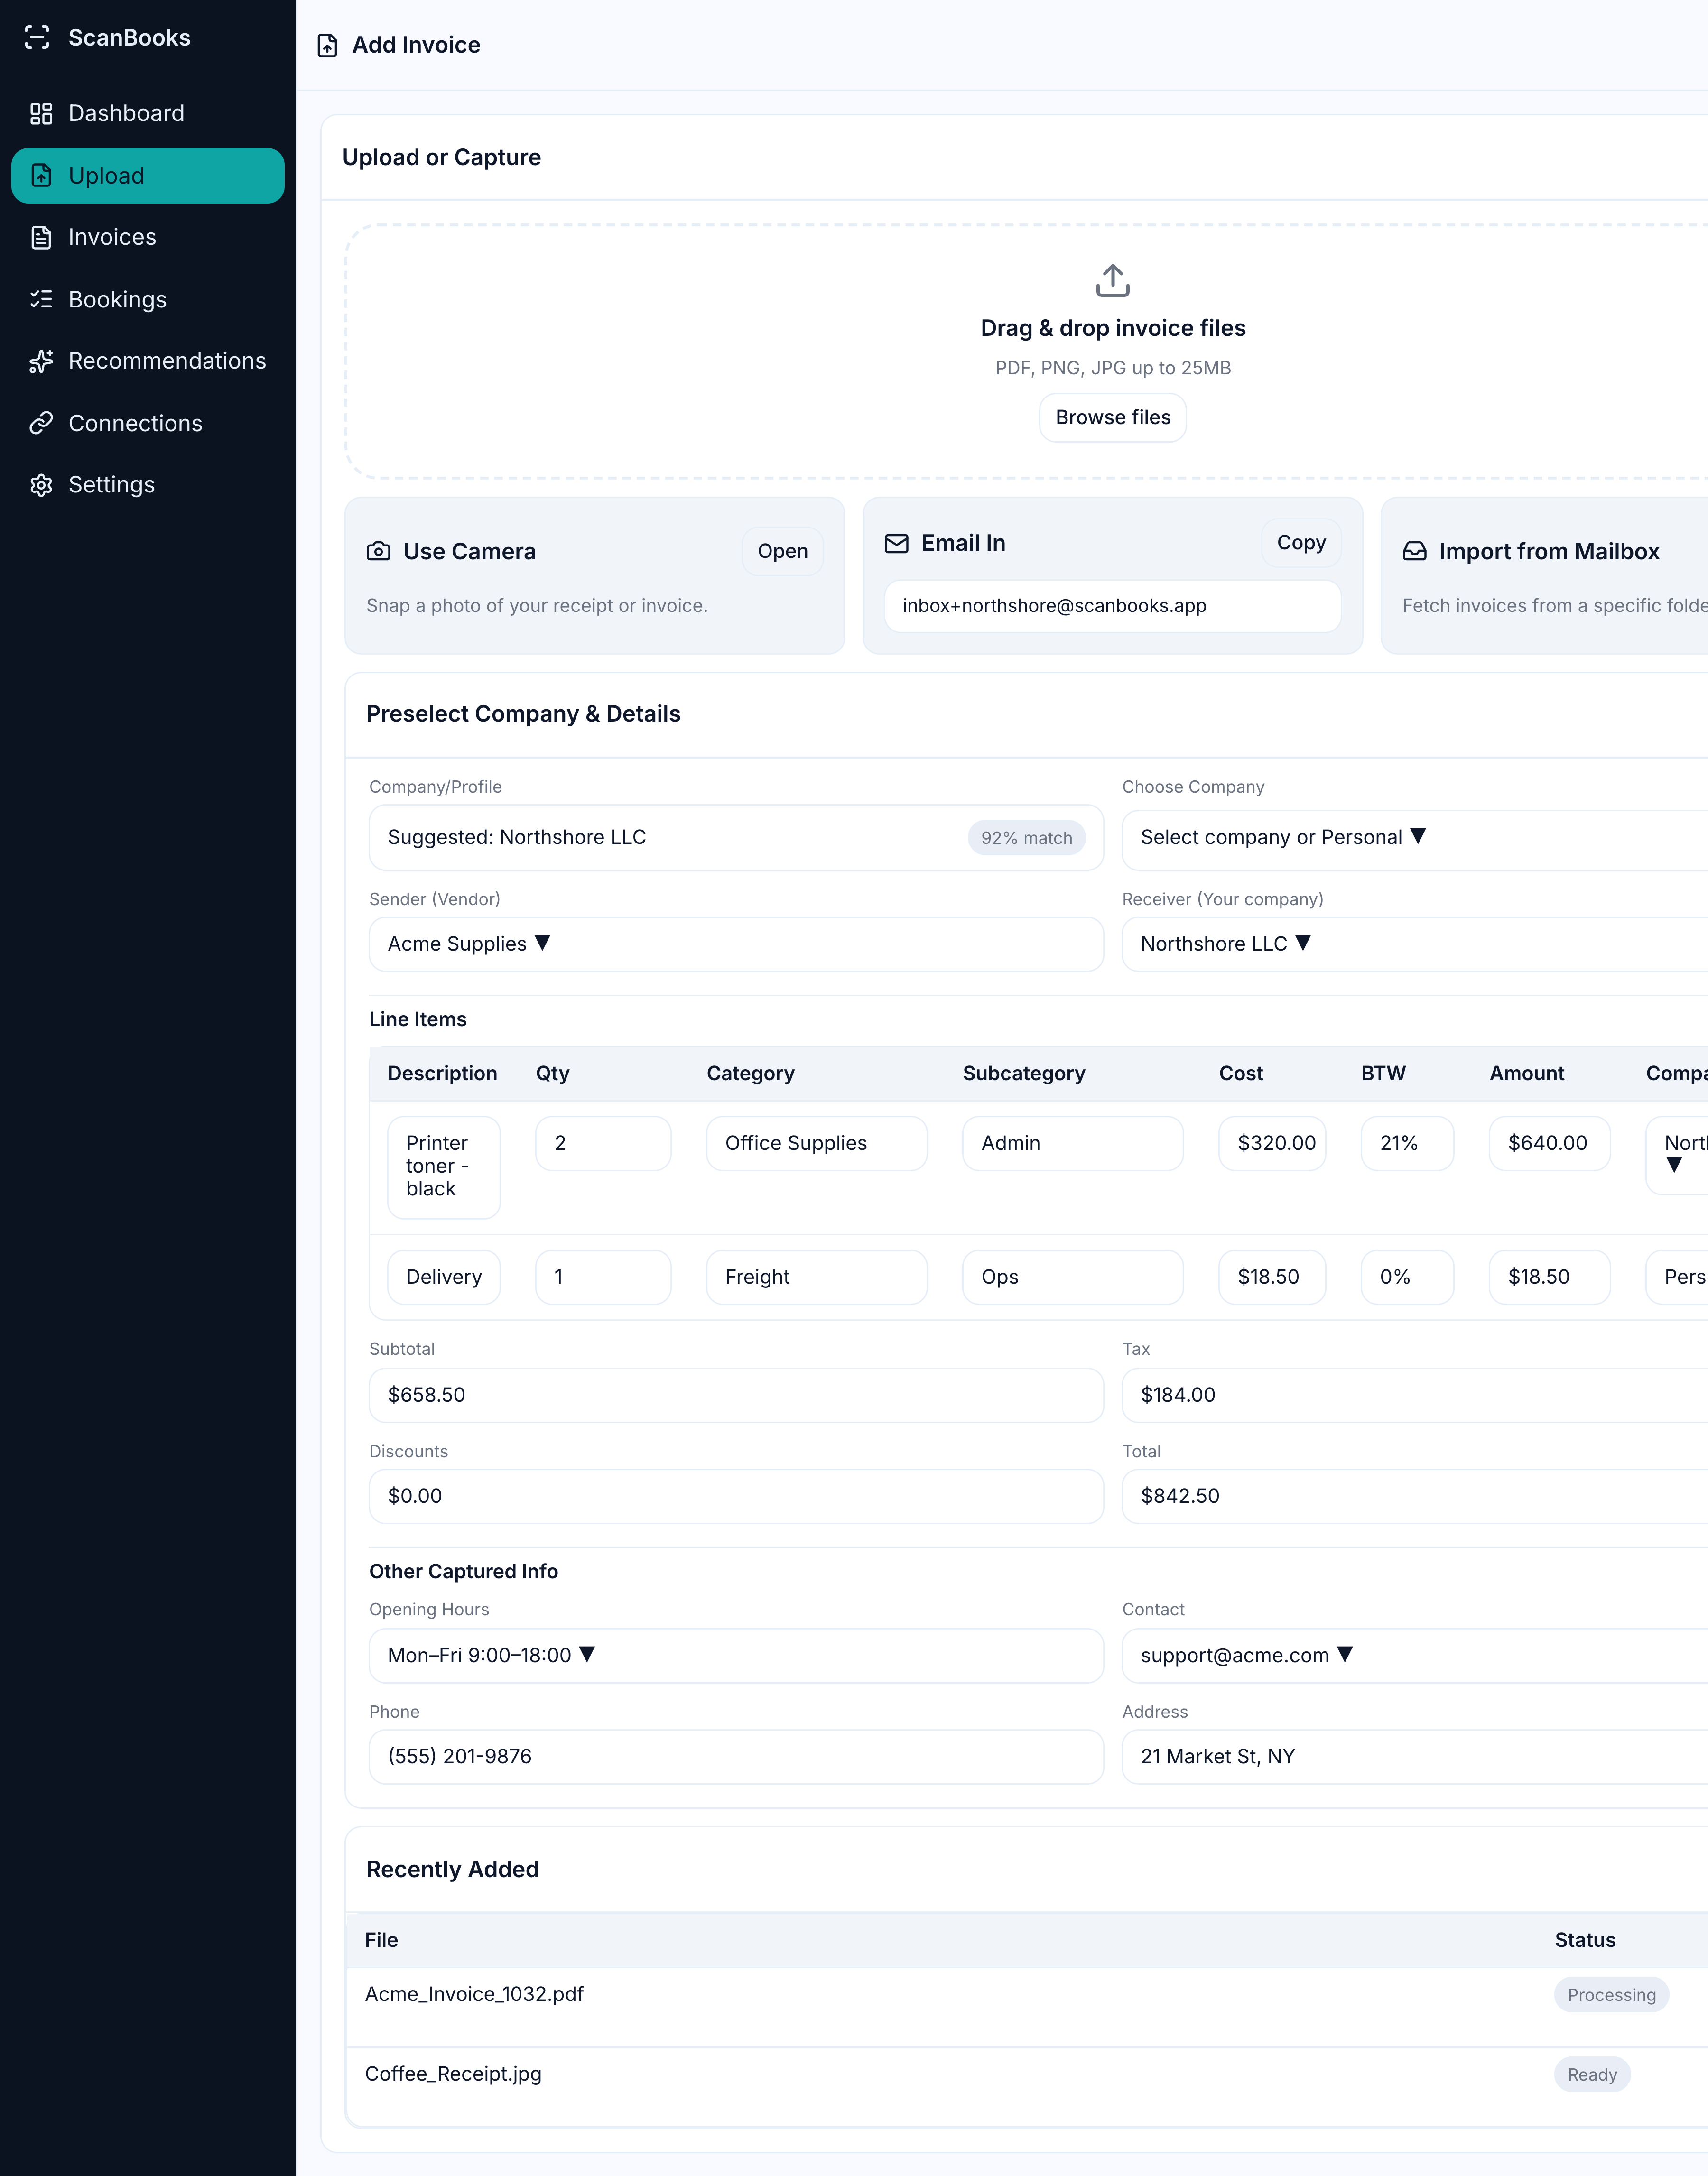 ScanBooks
Dashboard
Upload
Invoices
Bookings
Recommendations
Connections
Settings
Add Invoice
Upload or Capture
Drag & drop invoice files
PDF, PNG, JPG up to 25MB
Browse files
Use Camera
Open
Snap a photo of your receipt or invoice.
Email In
Copy
inbox+northshore@scanbooks.app
Import from Mailbox
Fetch invoices from a specific folde
Preselect Company & Details
Company/Profile
Suggested: Northshore LLC
92% match
Choose Company
Select company or Personal ▼
Sender (Vendor)
Acme Supplies ▼
Receiver (Your company)
Northshore LLC ▼
Line Items
Description Qty Category Subcategory Cost BTW Amount Compa
Printer
toner -
black
2
Office Supplies
Admin
$320.00
21%
$640.00
North
▼
Delivery
1
Freight
Ops
$18.50
0%
$18.50
Pers
Subtotal
$658.50
Tax
$184.00
Discounts
$0.00
Total
$842.50
Other Captured Info
Opening Hours
Mon–Fri 9:00–18:00 ▼
Contact
support@acme.com ▼
Phone
(555) 201-9876
Address
21 Market St, NY
Recently Added
File Status
Acme_Invoice_1032.pdf Processing
Coffee_Receipt.jpg Ready